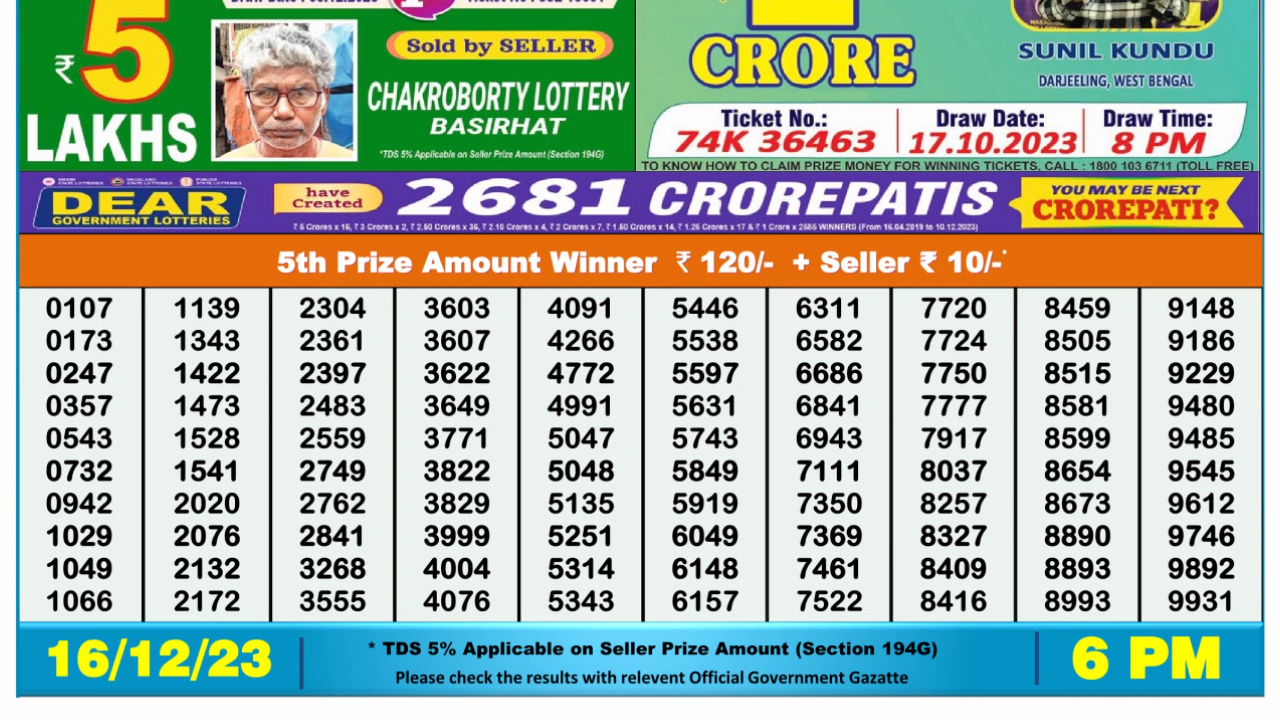 ₹ 5
LAKHS
Sold by SELLER
CHAKROBORTY LOTTERY
BASIRHAT
*TDS 5% Applicable on Seller Prize Amount (Section 194G)
CRORE
SUNIL KUNDU
DARJEELING, WEST BENGAL
Ticket No.: Draw Date: Draw Time:
74K 36463 17.10.2023 8 PM
TO KNOW HOW TO CLAIM PRIZE MONEY FOR WINNING TICKETS, CALL : 1800 103 6711 (TOLL FREE)
DEAR
GOVERNMENT LOTTERIES
have
Created
2681 CROREPATIS
YOU MAY BE NEXT
CROREPATI?
5th Prize Amount Winner ₹ 120/- + Seller ₹ 10/-*
0107 1139 2304 3603 4091 5446 6311 7720 8459 9148
0173 1343 2361 3607 4266 5538 6582 7724 8505 9186
0247 1422 2397 3622 4772 5597 6686 7750 8515 9229
0357 1473 2483 3649 4991 5631 6841 7777 8581 9480
0543 1528 2559 3771 5047 5743 6943 7917 8599 9485
0732 1541 2749 3822 5048 5849 7111 8037 8654 9545
0942 2020 2762 3829 5135 5919 7350 8257 8673 9612
1029 2076 2841 3999 5251 6049 7369 8327 8890 9746
1049 2132 3268 4004 5314 6148 7461 8409 8893 9892
1066 2172 3555 4076 5343 6157 7522 8416 8993 9931
16/12/23
* TDS 5% Applicable on Seller Prize Amount (Section 194G)
Please check the results with relevent Official Government Gazatte
6 PM